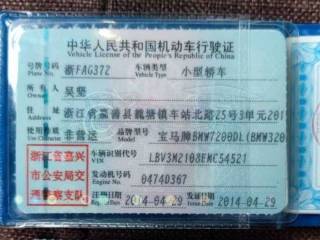 中华人民共和国机动车行驶证
Vehicle License of the People's Republic of China
号牌号码 浙FAG372 车辆类型 小型轿车
Plate No. Vehicle Type
所有人 吴
Owner
住址 浙江省嘉善县魏塘镇车站北路25号3单元201
Address
使用性质 非营运 品牌型号 宝马牌BMW7200DL(BMW320
Use Character Model
浙江省嘉兴 车辆识别代号 LBV3M2108EMC54521
VIN
市公安局交 发动机号码 04740367
Engine No.
通警察支队 注册日期 2014-04-29 发证日期 2014-04-29